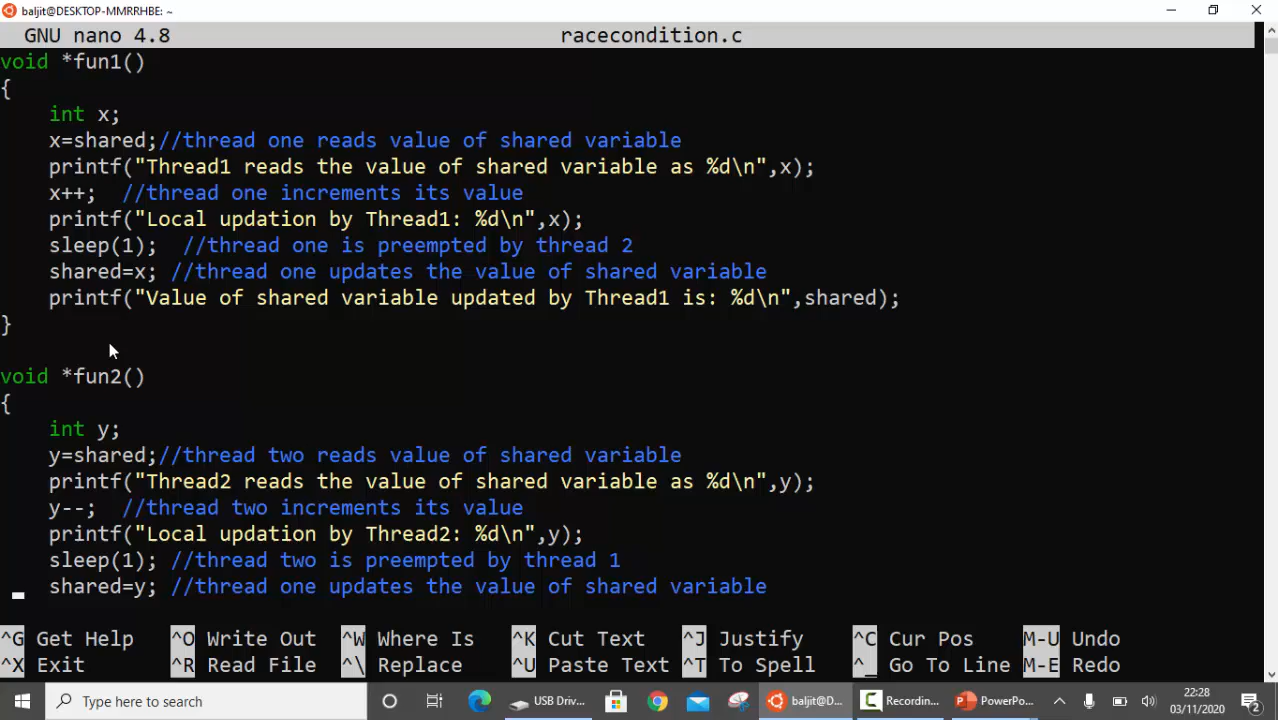 baljit@DESKTOP-MMRRHBE: ~
GNU nano 4.8 racecondition.c
void *fun1()
{
int x;
x=shared;//thread one reads value of shared variable
printf("Thread1 reads the value of shared variable as %d\n",x);
x++; //thread one increments its value
printf("Local updation by Thread1: %d\n",x);
sleep(1); //thread one is preempted by thread 2
shared=x; //thread one updates the value of shared variable
printf("Value of shared variable updated by Thread1 is: %d\n",shared);
}
void *fun2()
{
int y;
y=shared;//thread two reads value of shared variable
printf("Thread2 reads the value of shared variable as %d\n",y);
y--; //thread two increments its value
printf("Local updation by Thread2: %d\n",y);
sleep(1); //thread two is preempted by thread 1
shared=y; //thread one updates the value of shared variable
^G Get Help ^O Write Out ^W Where Is ^K Cut Text ^J Justify ^C Cur Pos M-U Undo
^X Exit ^R Read File ^\ Replace ^U Paste Text ^T To Spell ^_ Go To Line M-E Redo
Type here to search USB Driv... baljit@D... Recordin... PowerPo... 22:28
03/11/2020 2